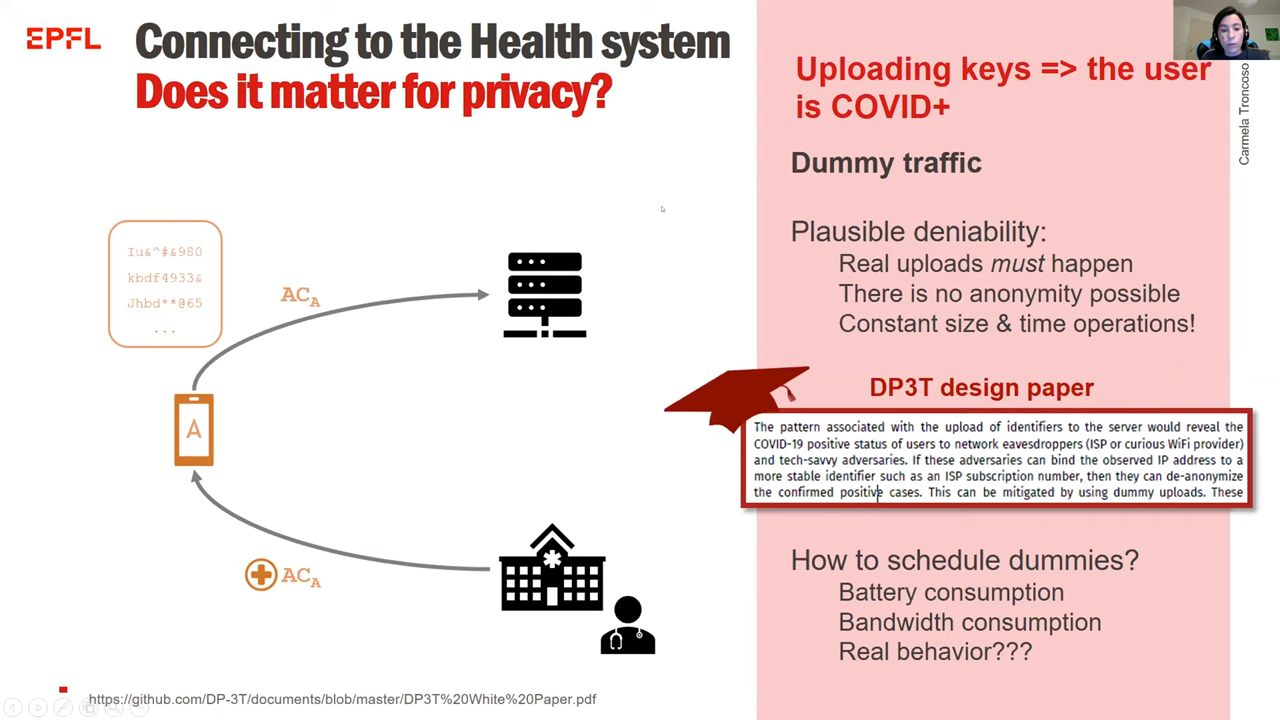 EPFL
Connecting to the Health system
Does it matter for privacy?
Iu&^#&980
kbdf4933&
Jhbd**@65
...
ACA
A
ACA
https://github.com/DP-3T/documents/blob/master/DP3T%20White%20Paper.pdf
Uploading keys => the user
is COVID+
Dummy traffic
Plausible deniability:
Real uploads must happen
There is no anonymity possible
Constant size & time operations!
DP3T design paper
The pattern associated with the upload of identifiers to the server would reveal the
COVID-19 positive status of users to network eavesdroppers (ISP or curious WiFi provider)
and tech-savvy adversaries. If these adversaries can bind the observed IP address to a
more stable identifier such as an ISP subscription number, then they can de-anonymize
the confirmed positive cases. This can be mitigated by using dummy uploads. These
How to schedule dummies?
Battery consumption
Bandwidth consumption
Real behavior???
Carmela Troncoso